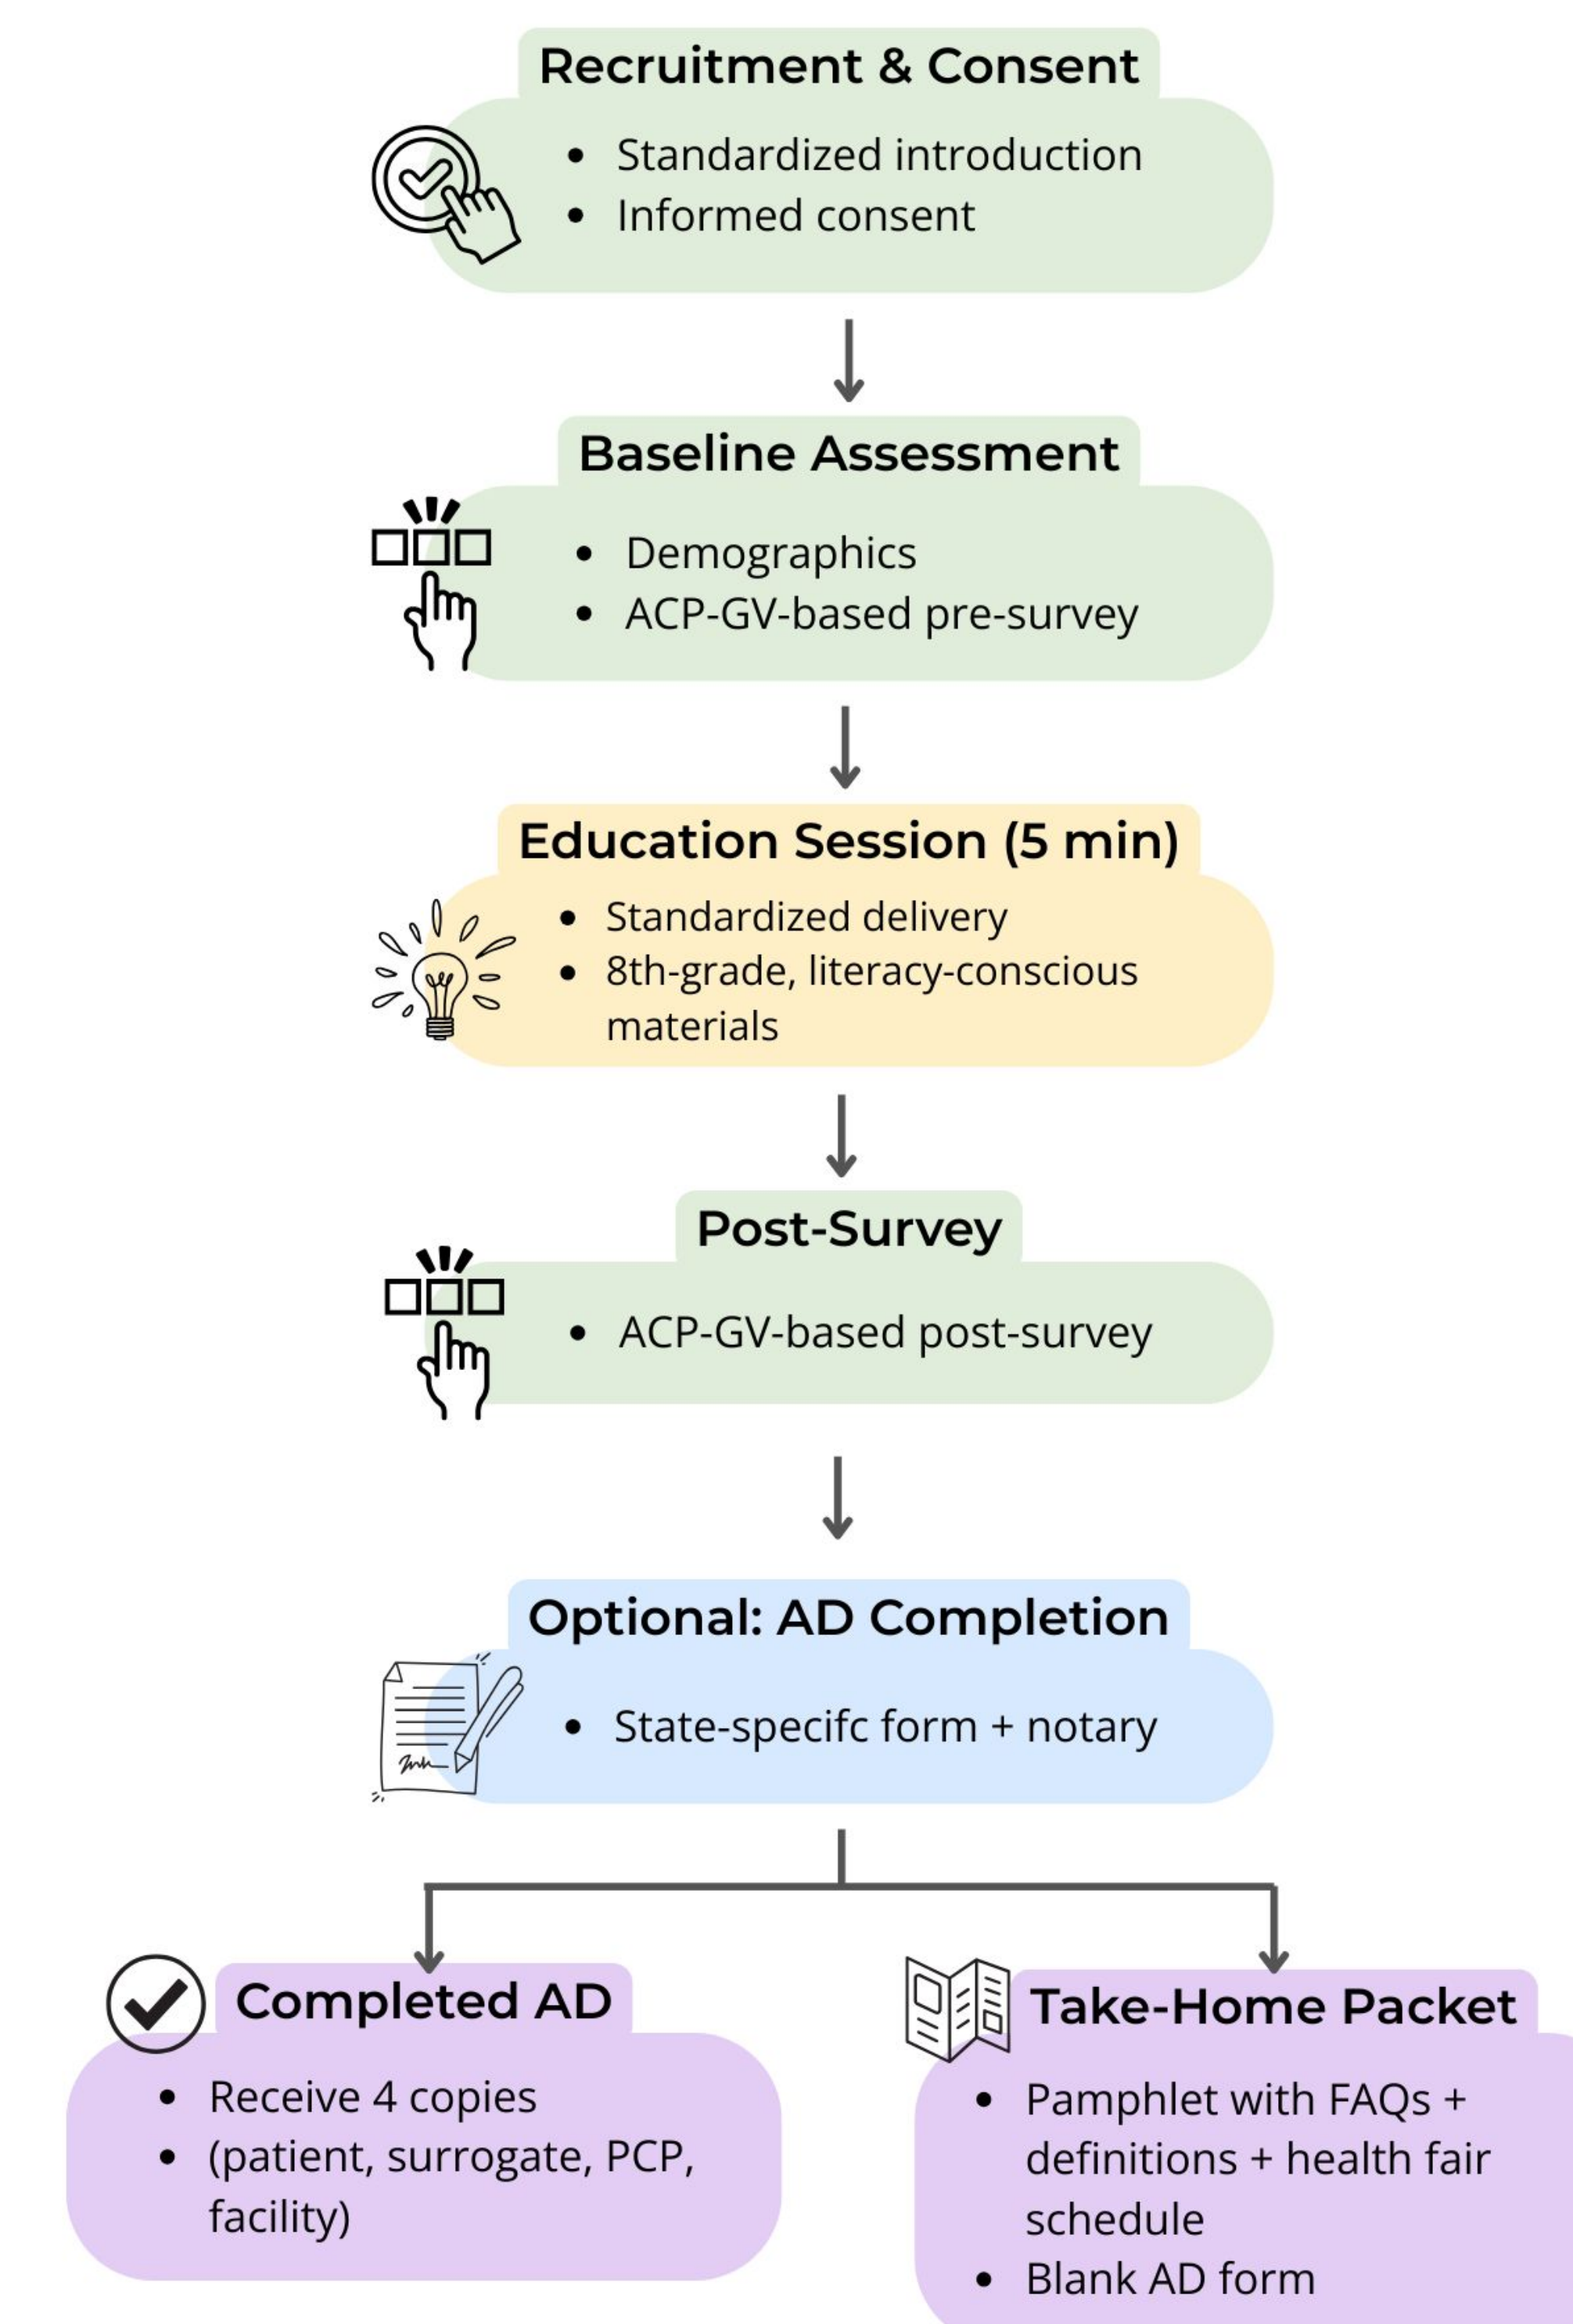 Recruitment & Consent
• Standardized introduction
• Informed consent
Baseline Assessment
• Demographics
• ACP-GV-based pre-survey
Education Session (5 min)
• Standardized delivery
• 8th-grade, literacy-conscious
materials
Post-Survey
• ACP-GV-based post-survey
Optional: AD Completion
• State-specifc form + notary
Completed AD
• Receive 4 copies
• (patient, surrogate, PCP,
facility)
Take-Home Packet
• Pamphlet with FAQs +
definitions + health fair
schedule
• Blank AD form